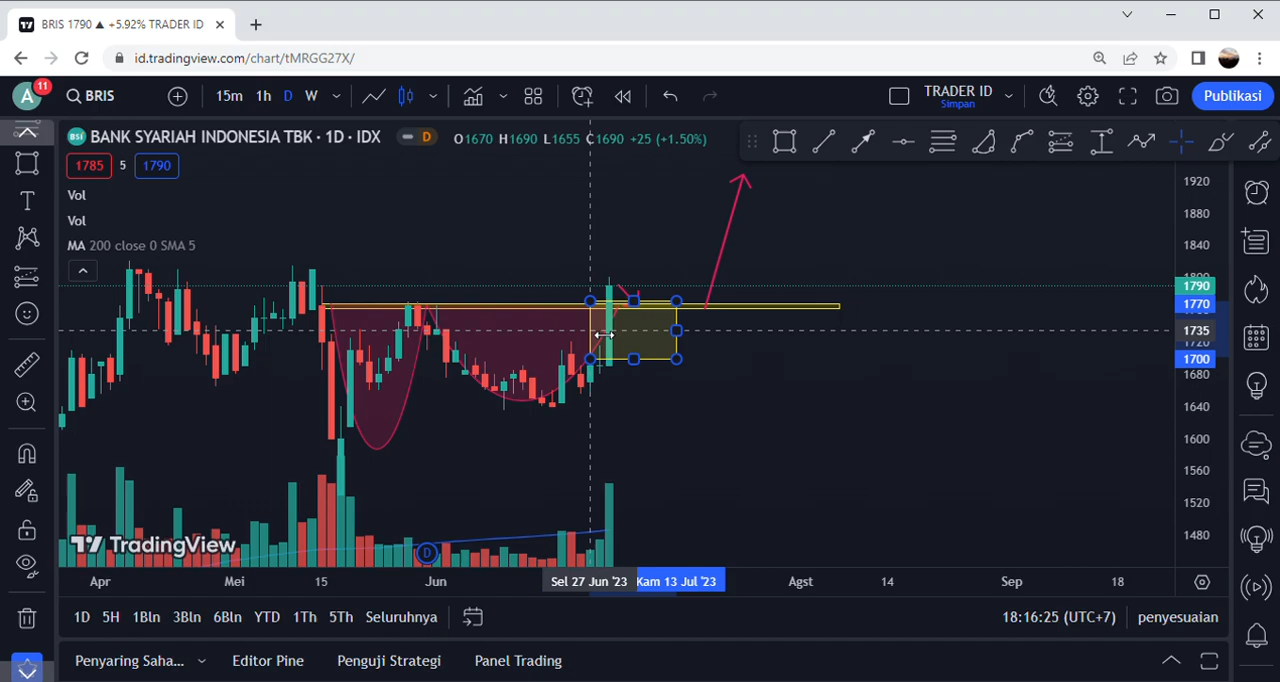 BRIS 1790 ▲ +5.92% TRADER ID
id.tradingview.com/chart/tMRGG27X/
A 11 BRIS 15m 1h D W TRADER ID Simpan Publikasi
BSI BANK SYARIAH INDONESIA TBK · 1D · IDX D O1670 H1690 L1655 C1690 +25 (+1.50%)
1785 5 1790
Vol
Vol
MA 200 close 0 SMA 5
1920
1880
1840
1800
1790
1770
1735
1720
1700
1680
1640
1600
1560
1520
1480
TradingView
D
Apr Mei 15 Jun Sel 27 Jun '23 Kam 13 Jul '23 Agst 14 Sep 18
1D 5H 1Bln 3Bln 6Bln YTD 1Th 5Th Seluruhnya 18:16:25 (UTC+7) penyesuaian
Penyaring Saha... Editor Pine Penguji Strategi Panel Trading